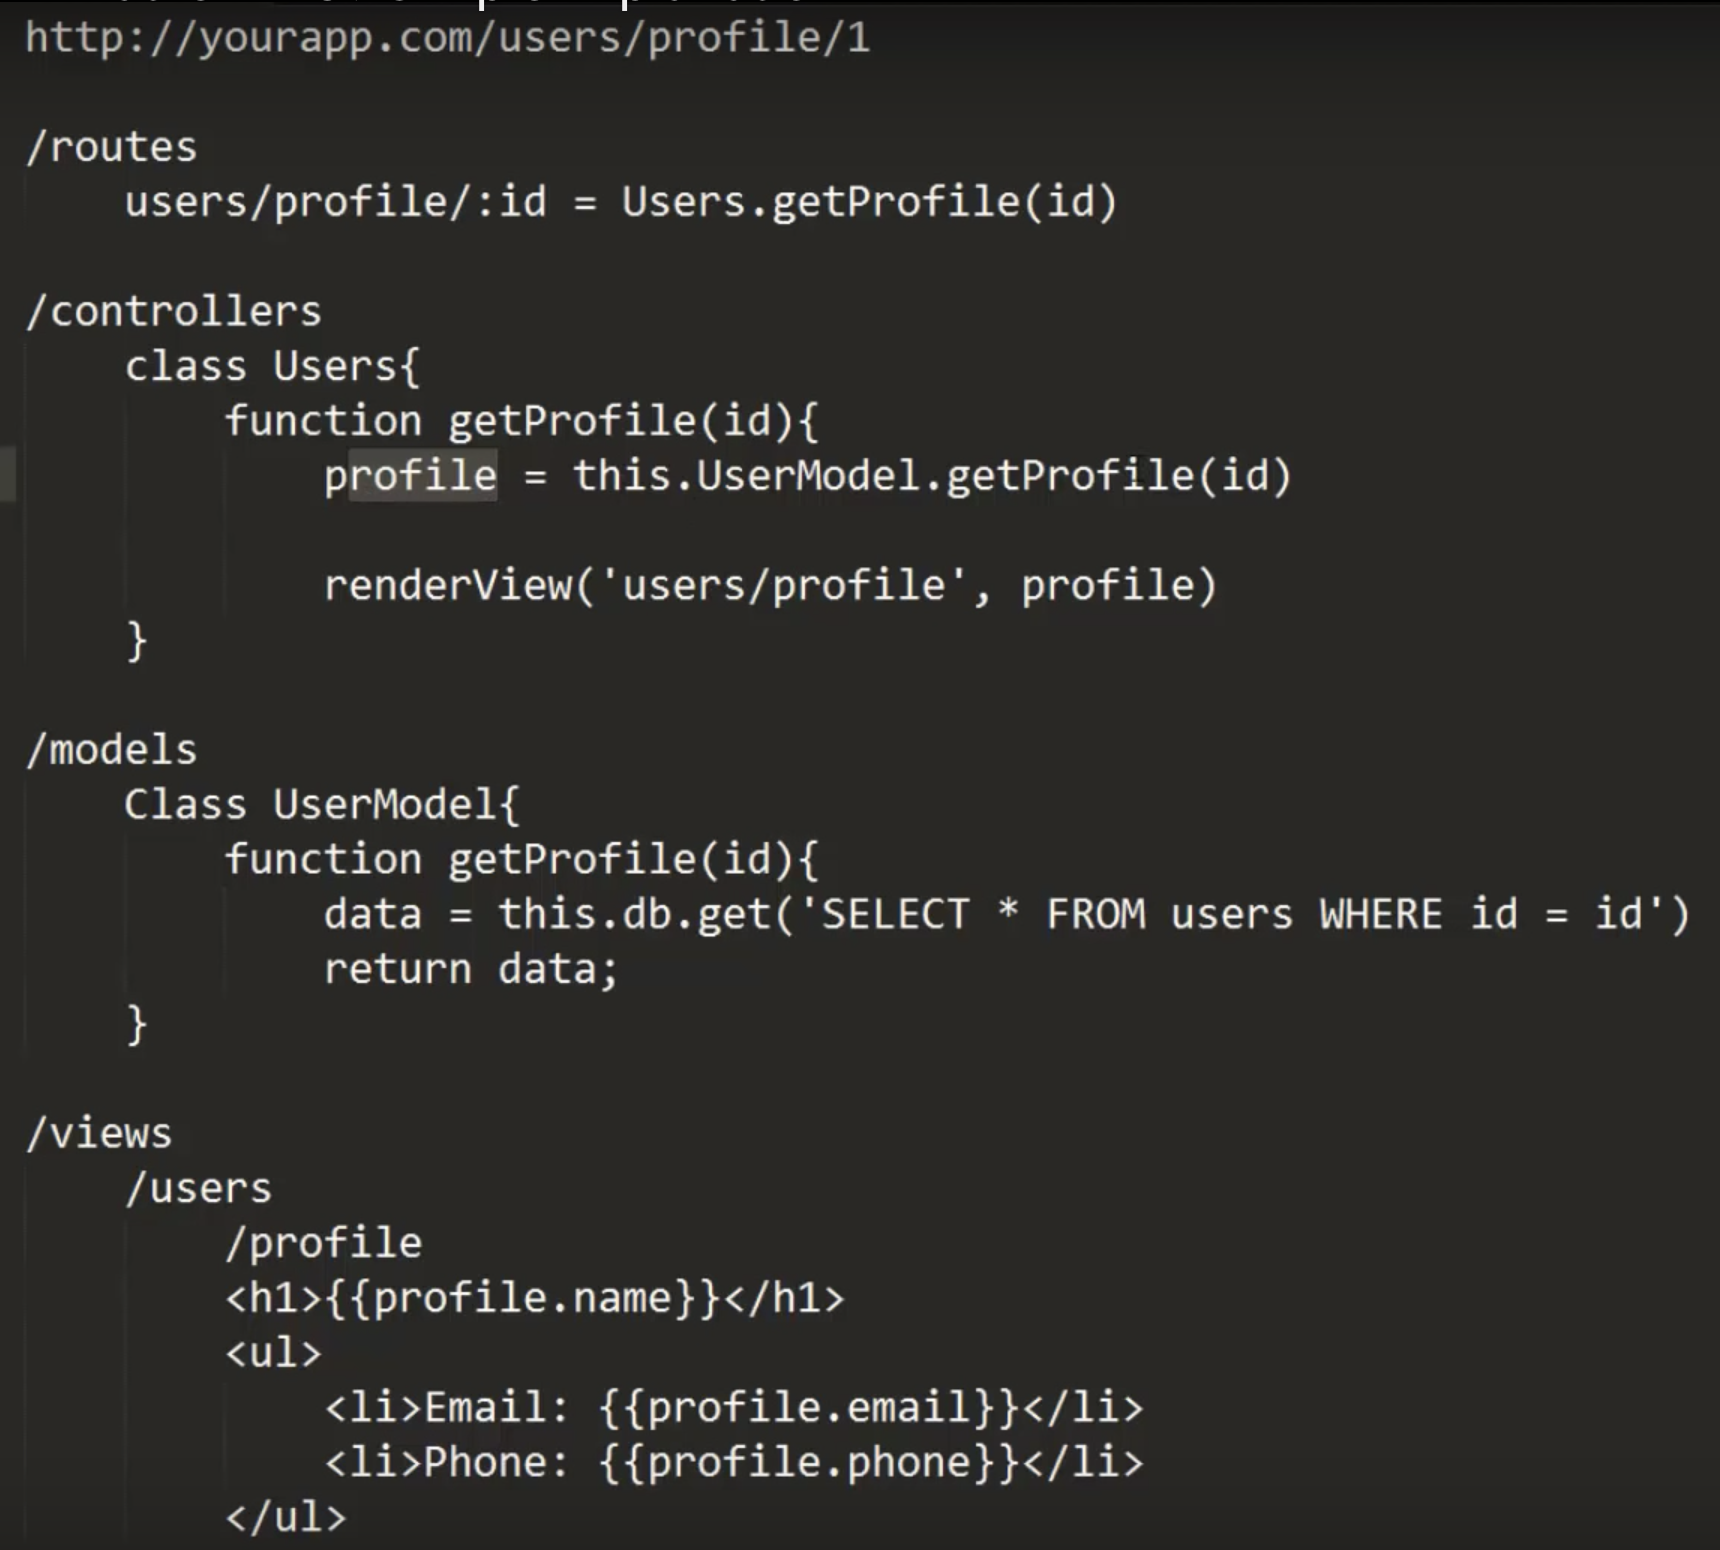 http://yourapp.com/users/profile/1
/routes
users/profile/:id = Users.getProfile(id)
/controllers
class Users{
function getProfile(id){
profile = this.UserModel.getProfile(id)
renderView('users/profile', profile)
}
/models
Class UserModel{
function getProfile(id){
data = this.db.get('SELECT * FROM users WHERE id = id')
return data;
}
/views
/users
/profile
<h1>{{profile.name}}</h1>
<ul>
<li>Email: {{profile.email}}</li>
<li>Phone: {{profile.phone}}</li>
</ul>